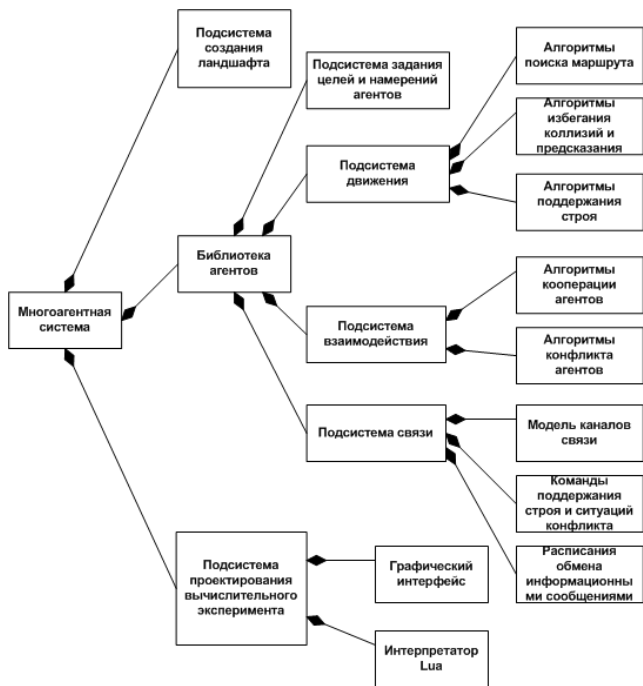 Подсистема
создания
ландшафта
Подсистема задания
целей и намерений
агентов
Алгоритмы
поиска маршрута
Алгоритмы
избегания
коллизий и
предсказания
Подсистема
движения
Алгоритмы
поддержания
строя
Библиотека
агентов
Алгоритмы
кооперации
агентов
Многоагентная
система
Подсистема
взаимодействия
Алгоритмы
конфликта
агентов
Подсистема связи
Модель каналов
связи
Команды
поддержания
строя и ситуаций
конфликта
Расписания
обмена
информационны
ми сообщениями
Подсистема
проектирования
вычислительного
эксперимента
Графический
интерфейс
Интерпретатор
Lua